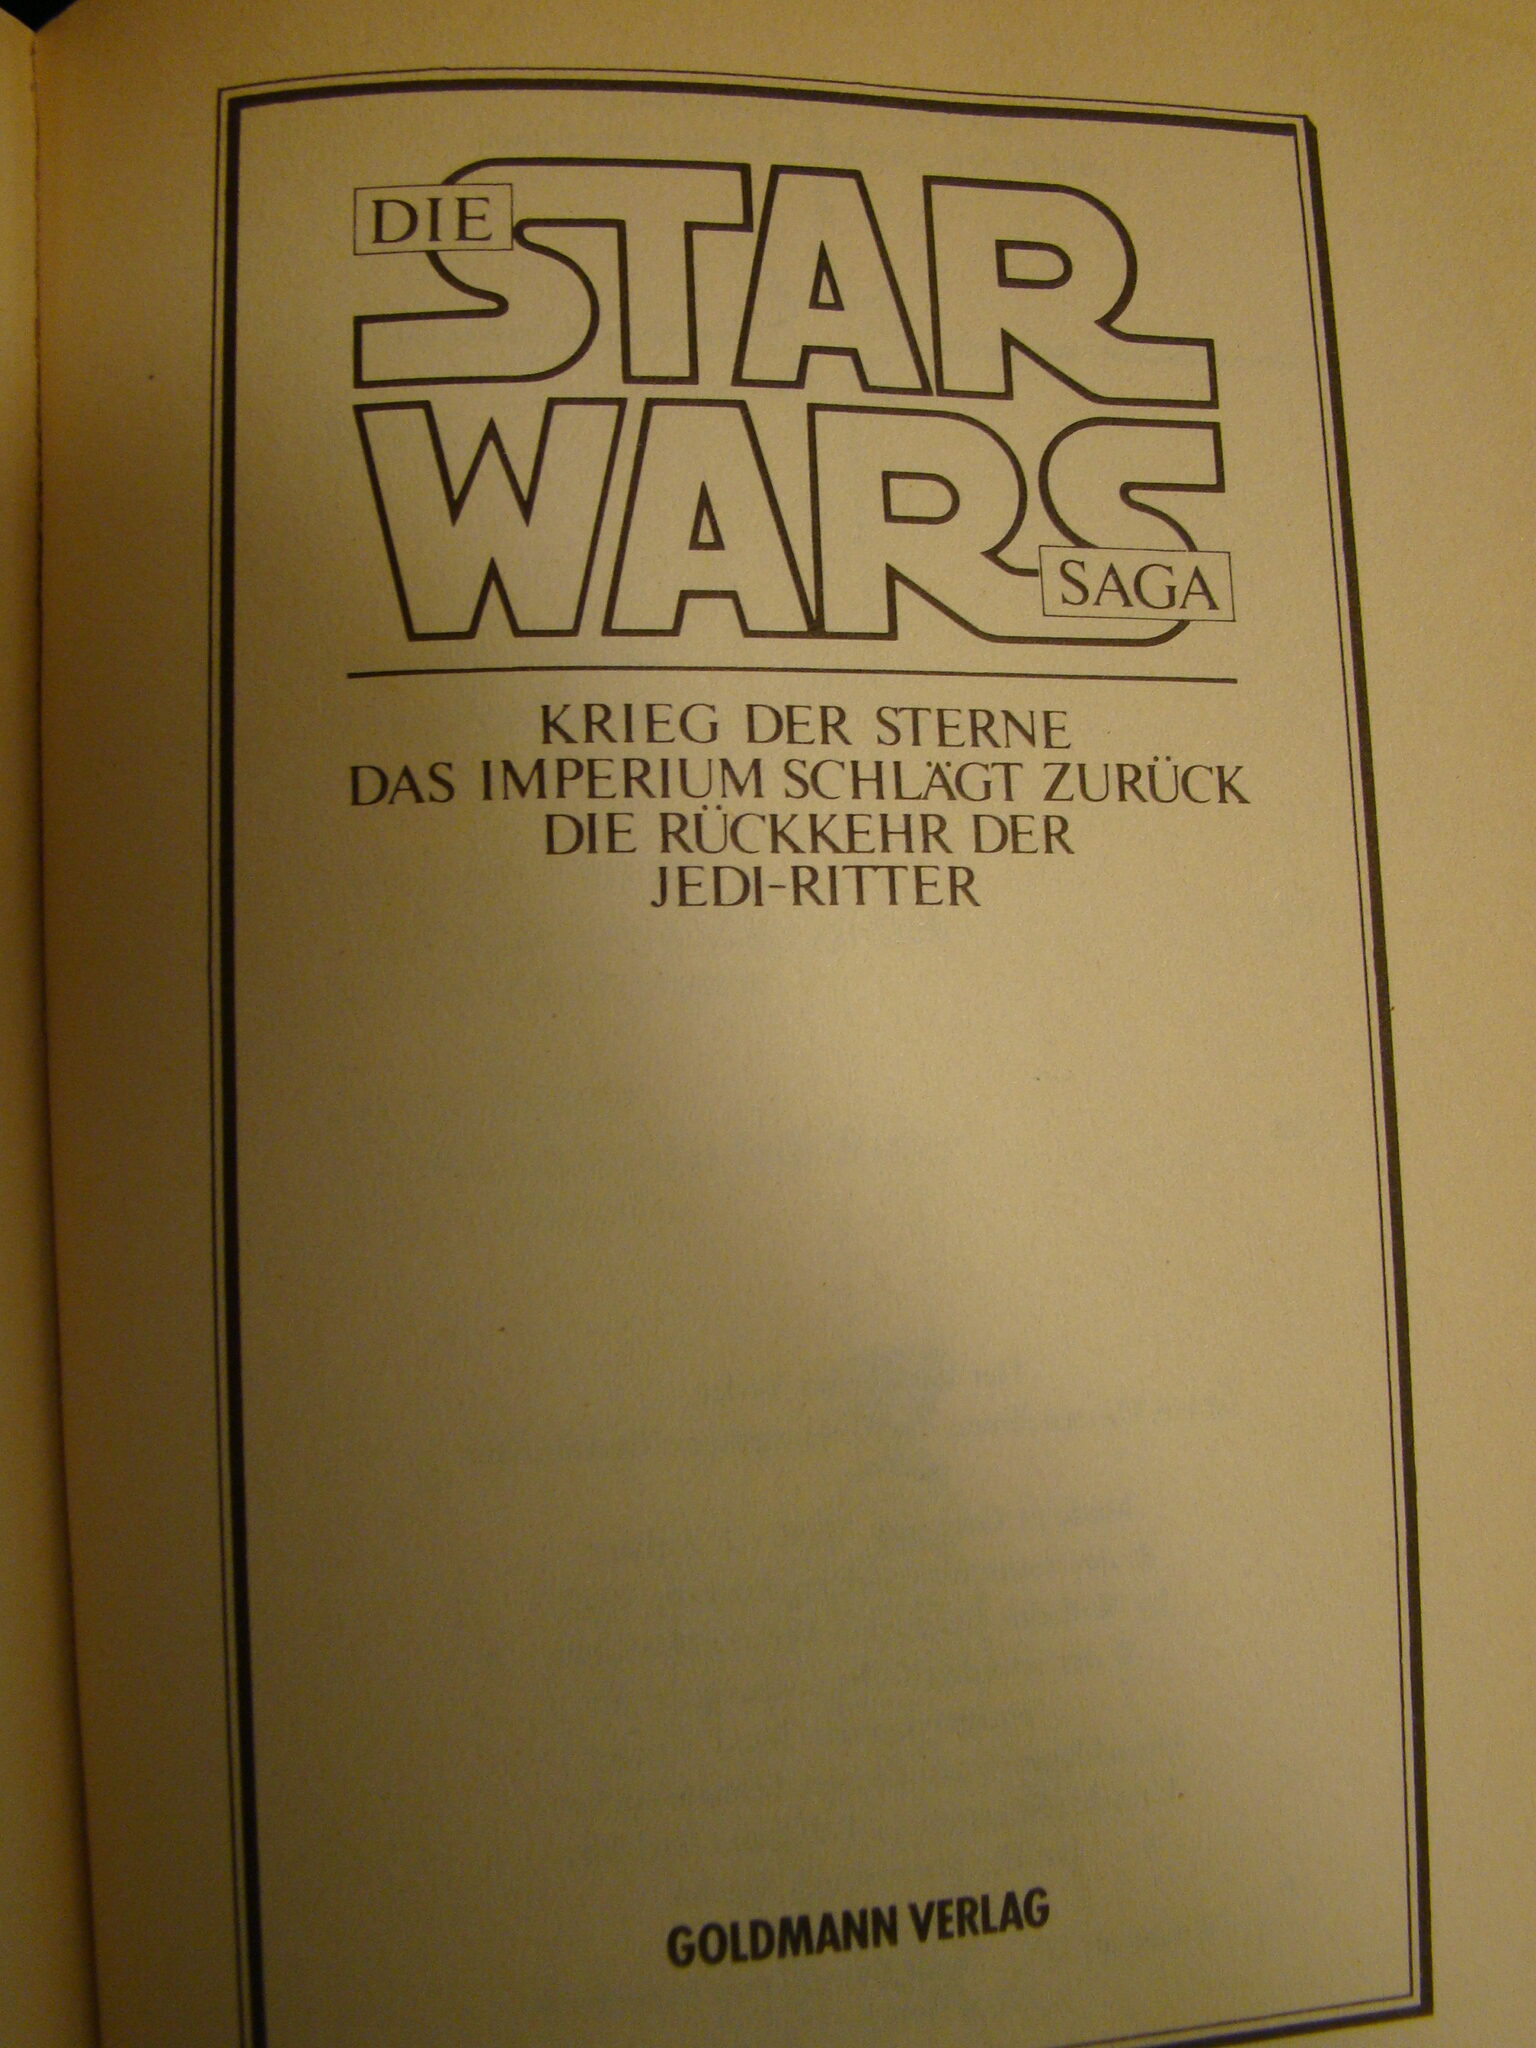 DIE
STAR
WARS
SAGA
KRIEG DER STERNE
DAS IMPERIUM SCHLÄGT ZURÜCK
DIE RÜCKKEHR DER
JEDI-RITTER
GOLDMANN VERLAG